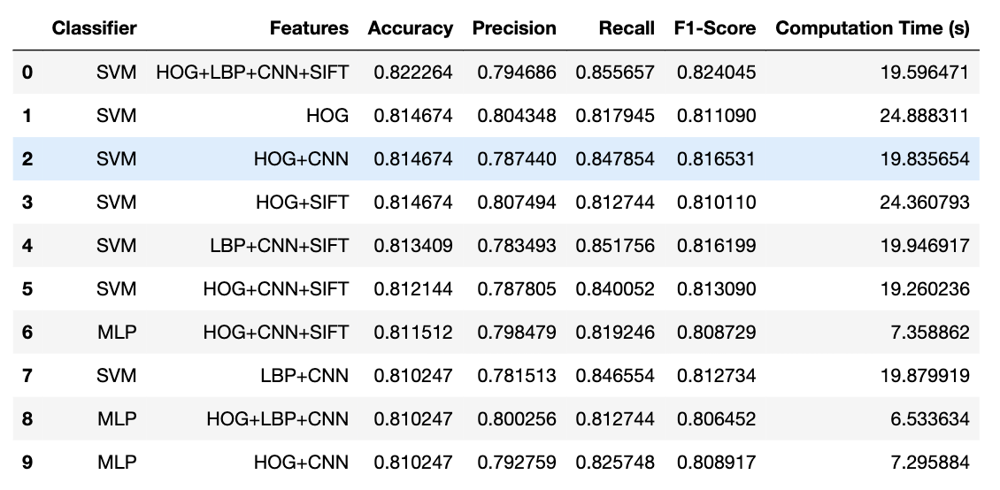 Classifier Features Accuracy Precision Recall F1-Score Computation Time (s)
0 SVM HOG+LBP+CNN+SIFT 0.822264 0.794686 0.855657 0.824045 19.596471
1 SVM HOG 0.814674 0.804348 0.817945 0.811090 24.888311
2 SVM HOG+CNN 0.814674 0.787440 0.847854 0.816531 19.835654
3 SVM HOG+SIFT 0.814674 0.807494 0.812744 0.810110 24.360793
4 SVM LBP+CNN+SIFT 0.813409 0.783493 0.851756 0.816199 19.946917
5 SVM HOG+CNN+SIFT 0.812144 0.787805 0.840052 0.813090 19.260236
6 MLP HOG+CNN+SIFT 0.811512 0.798479 0.819246 0.808729 7.358862
7 SVM LBP+CNN 0.810247 0.781513 0.846554 0.812734 19.879919
8 MLP HOG+LBP+CNN 0.810247 0.800256 0.812744 0.806452 6.533634
9 MLP HOG+CNN 0.810247 0.792759 0.825748 0.808917 7.295884